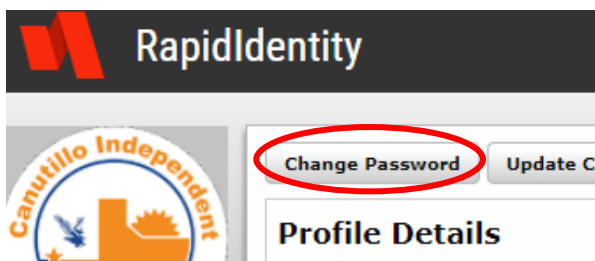 RapidIdentity
Canutillo Independent
Change Password
Update C
Profile Details